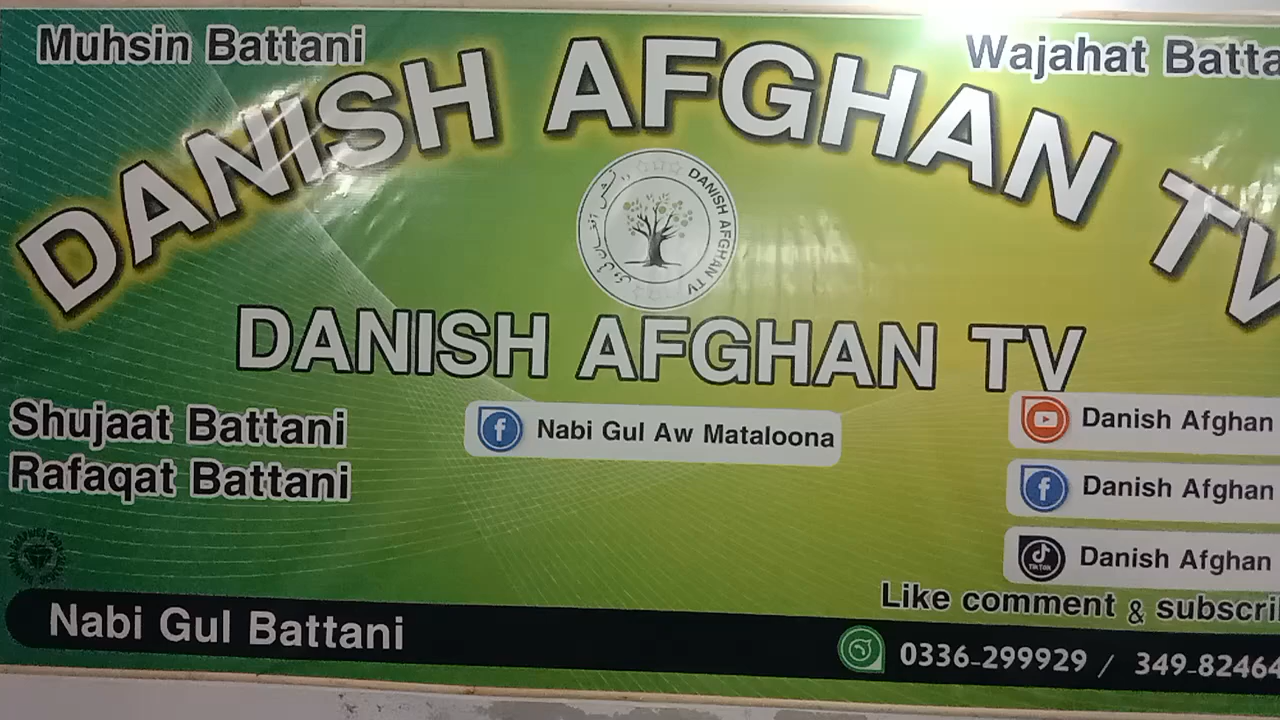 Muhsin Battani
Wajahat Batta
DANISH AFGHAN TV
DANISH AFGHAN TV
DANISH AFGHAN TV
Shujaat Battani
Rafaqat Battani
Nabi Gul Aw Mataloona
Danish Afghan
Danish Afghan
Danish Afghan
Like comment & subscri
Nabi Gul Battani
0336-299929 / 349-82464